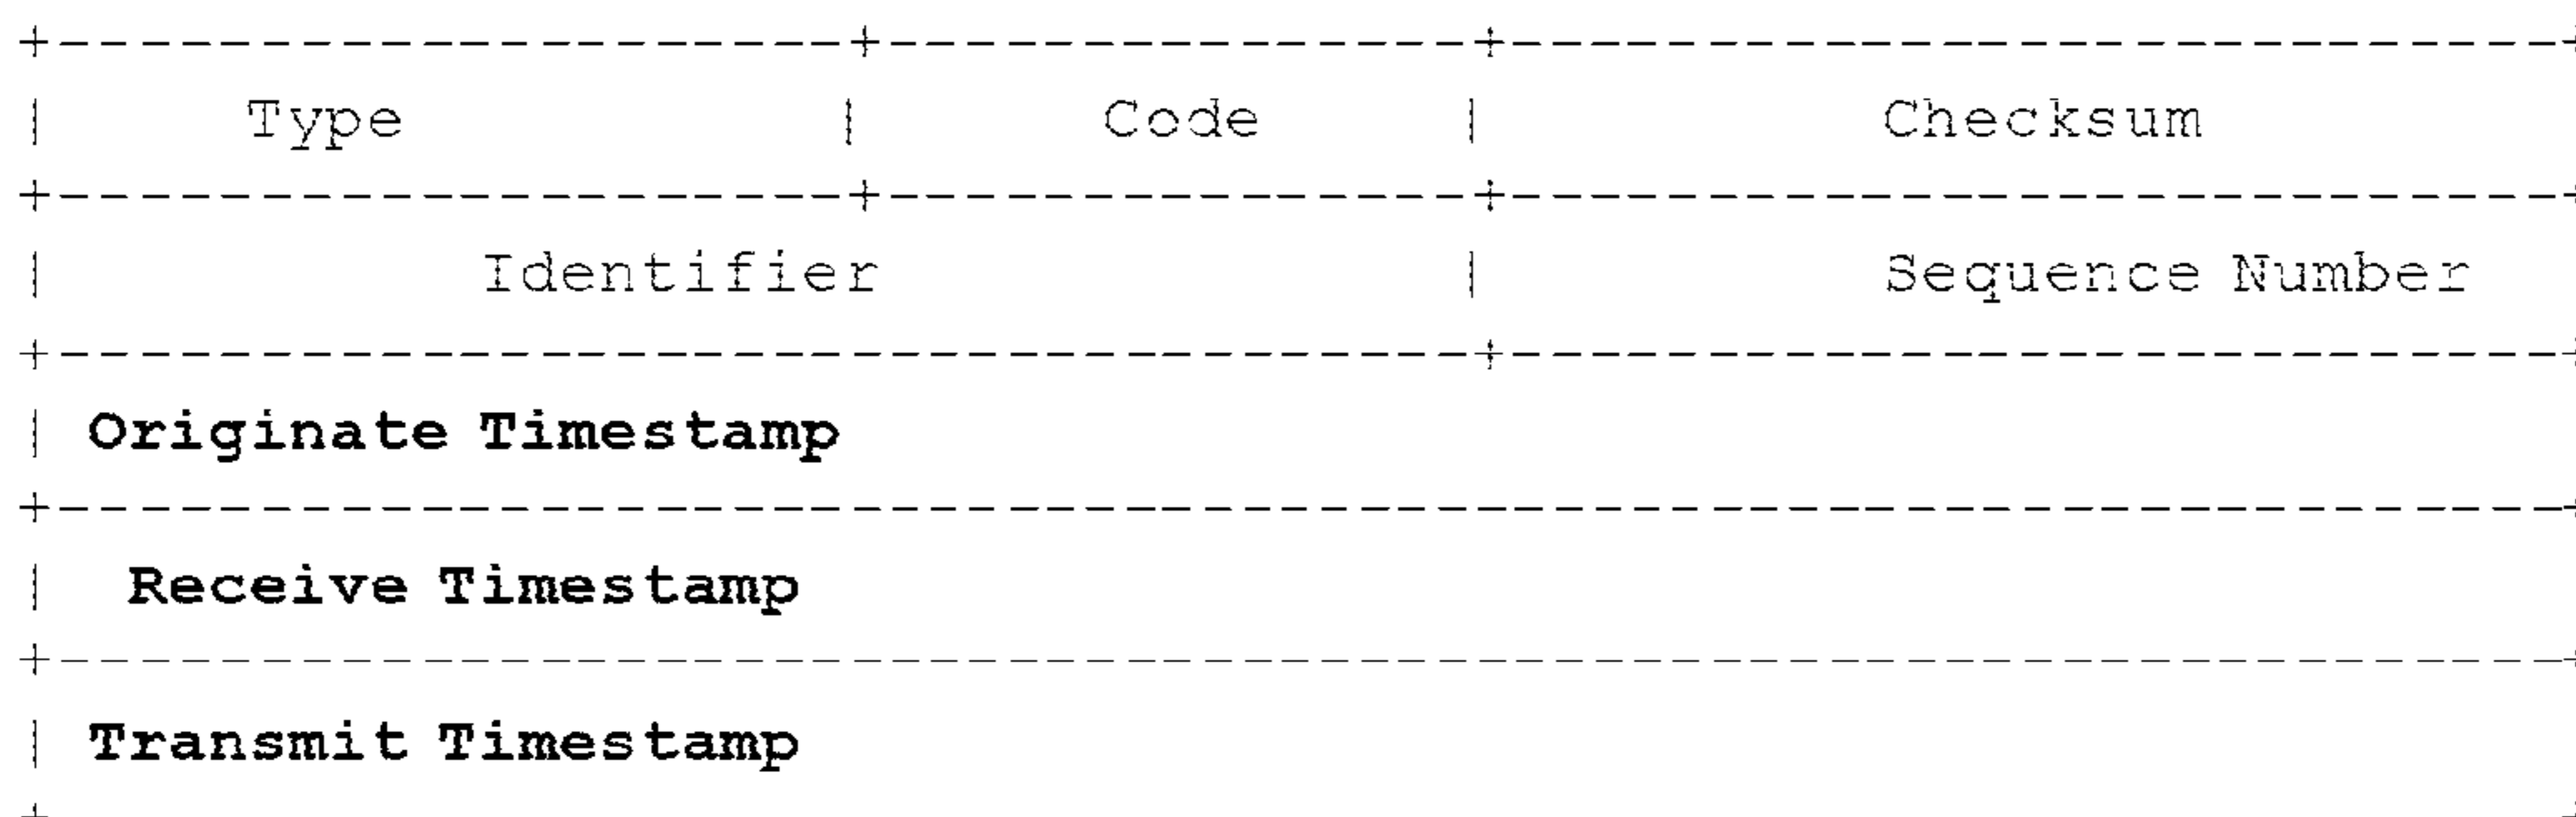 +--------------------+---------------+---------------------------+
| Type | Code | Checksum
+--------------------+---------------+---------------------------+
| Identifier | Sequence Number
+------------------------------------+---------------------------+
| Originate Timestamp
+----------------------------------------------------------------+
| Receive Timestamp
+----------------------------------------------------------------+
| Transmit Timestamp
+ +